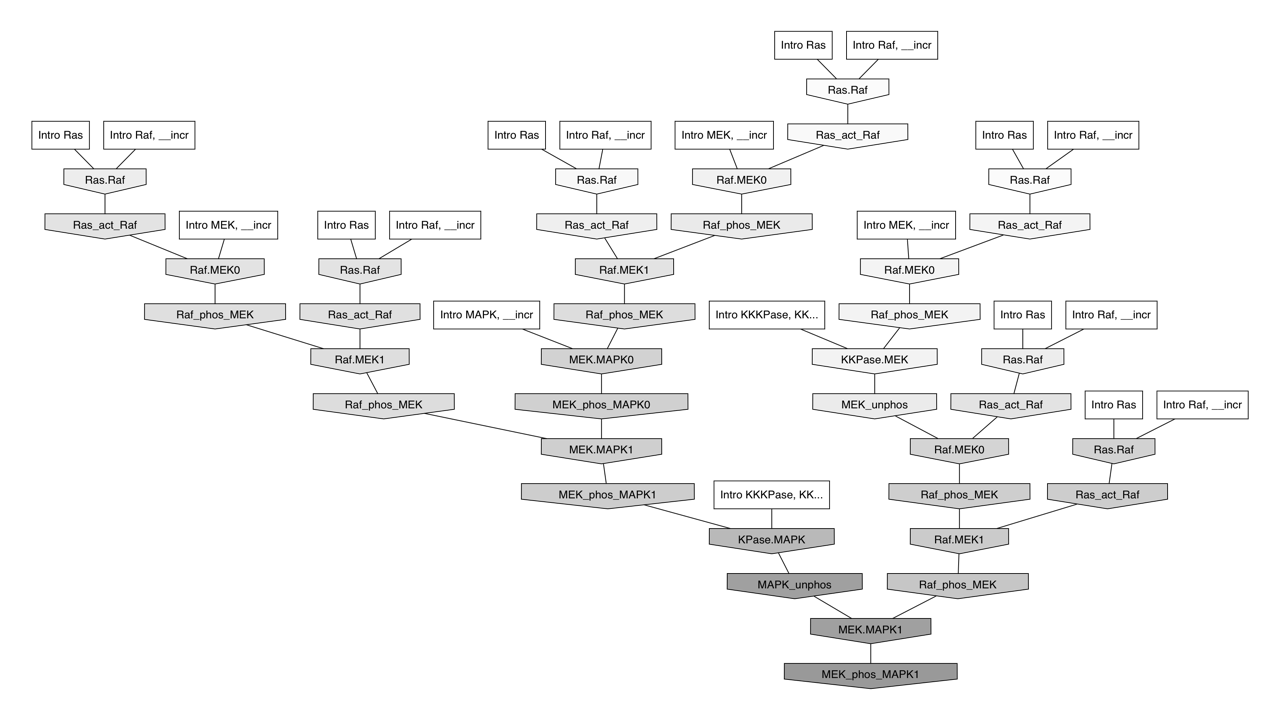 Intro Ras
Intro Raf, __incr
Ras.Raf
Intro Ras
Intro Raf, __incr
Intro Ras
Intro Raf, __incr
Intro MEK, __incr
Ras_act_Raf
Intro Ras
Intro Raf, __incr
Ras.Raf
Ras.Raf
Raf.MEK0
Ras.Raf
Ras_act_Raf
Intro MEK, __incr
Intro Ras
Intro Raf, __incr
Ras_act_Raf
Raf_phos_MEK
Intro MEK, __incr
Ras_act_Raf
Raf.MEK0
Ras.Raf
Raf.MEK1
Raf.MEK0
Raf_phos_MEK
Ras_act_Raf
Intro MAPK, __incr
Raf_phos_MEK
Intro KKKPase, KK...
Raf_phos_MEK
Intro Ras
Intro Raf, __incr
Raf.MEK1
MEK.MAPK0
KKPase.MEK
Ras.Raf
Raf_phos_MEK
MEK_phos_MAPK0
MEK_unphos
Ras_act_Raf
Intro Ras
Intro Raf, __incr
MEK.MAPK1
Raf.MEK0
Ras.Raf
MEK_phos_MAPK1
Intro KKKPase, KK...
Raf_phos_MEK
Ras_act_Raf
KPase.MAPK
Raf.MEK1
MAPK_unphos
Raf_phos_MEK
MEK.MAPK1
MEK_phos_MAPK1